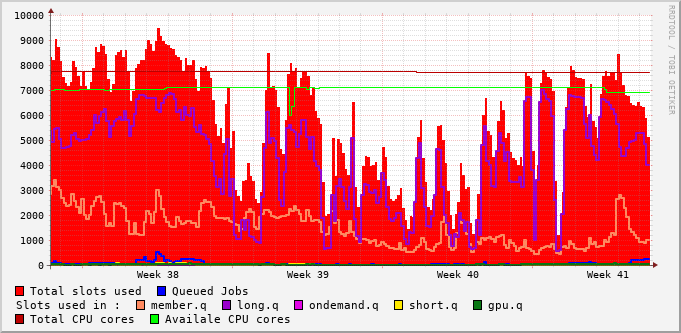 10000
9000
8000
7000
6000
5000
4000
3000
2000
1000
0
Week 38 Week 39 Week 40 Week 41
RRDTOOL / TOBI OETIKER
Total slots used Queued Jobs
Slots used in : member.q long.q ondemand.q short.q gpu.q
Total CPU cores Availale CPU cores